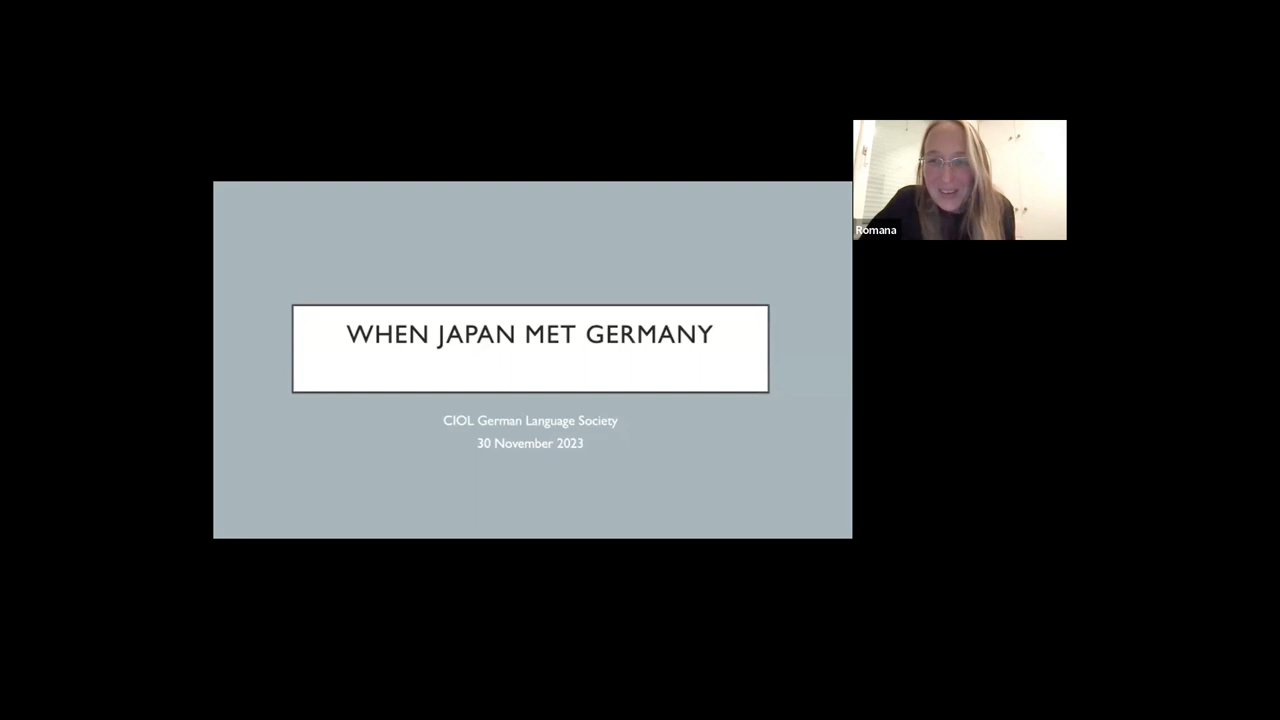 WHEN JAPAN MET GERMANY
CIOL German Language Society
30 November 2023
Romana